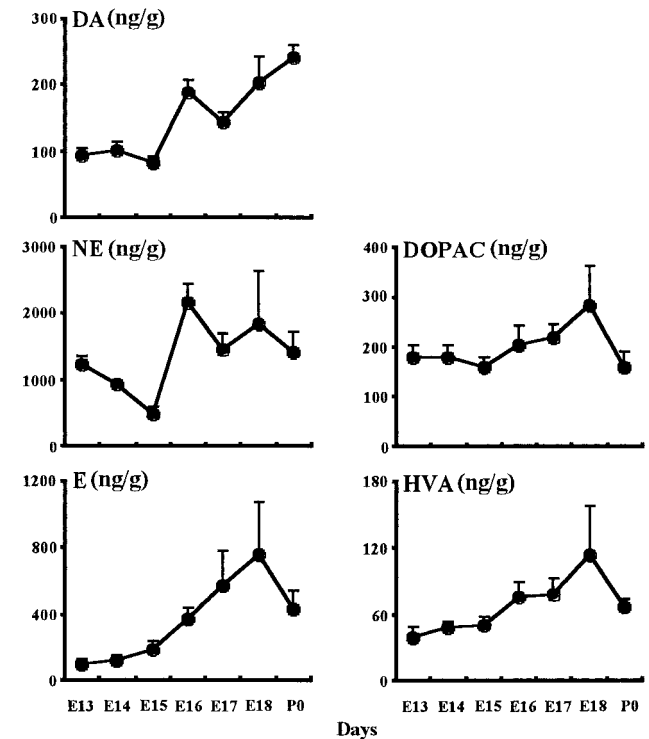 DA (ng/g)
300
200
100
0
NE (ng/g)
3000
2000
1000
0
DOPAC (ng/g)
400
300
200
100
0
E (ng/g)
1200
800
400
0
HVA (ng/g)
180
120
60
0
E13 E14 E15 E16 E17 E18 P0
E13 E14 E15 E16 E17 E18 P0
Days